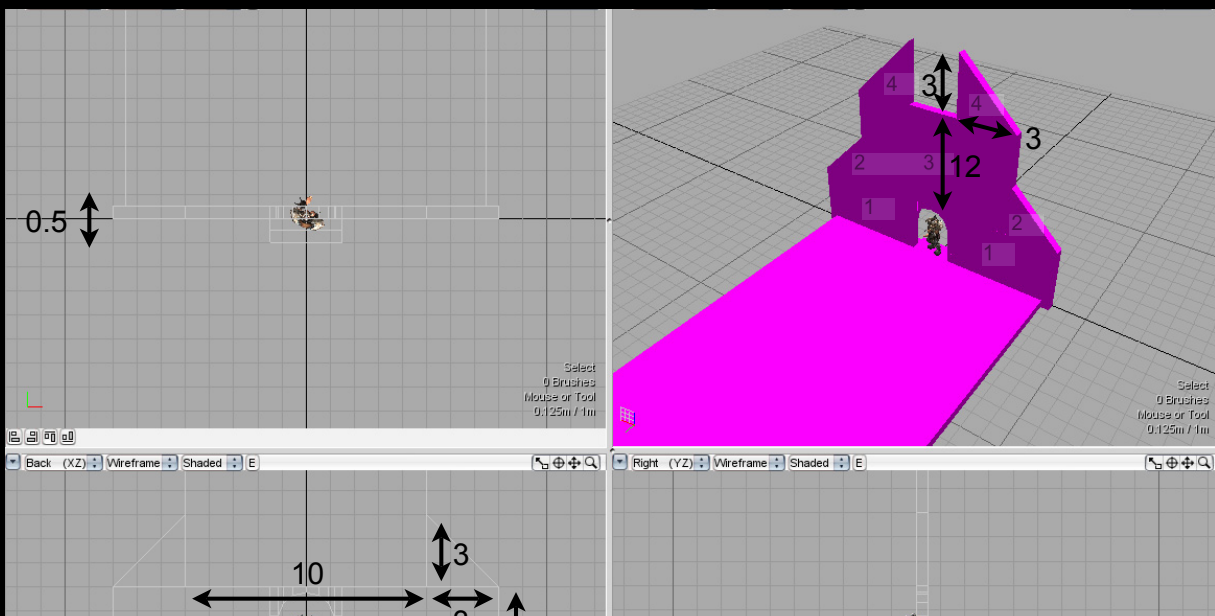 0.5
Select
0 Brushes
Mouse or Tool
0.125m / 1m
4
3
4
3
2
3
12
1
2
1
Select
0 Brushes
Mouse or Tool
0.125m / 1m
Back (XZ) Wireframe Shaded E
Right (YZ) Wireframe Shaded E
3
10